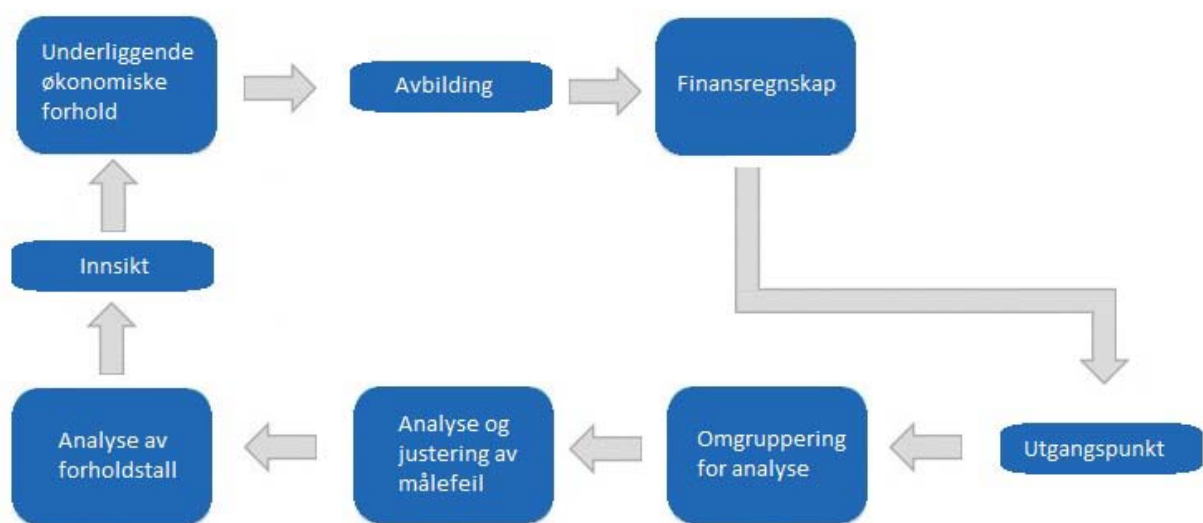 Underliggende
økonomiske
forhold
Avbilding
Finansregnskap
Innsikt
Analyse av
forholdstall
Analyse og
justering av
målefeil
Omgruppering
for analyse
Utgangspunkt